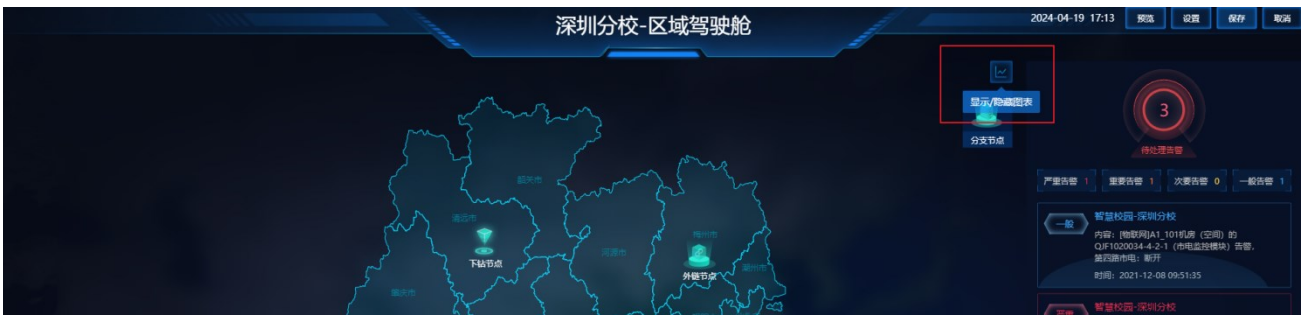 深圳分校-区域驾驶舱
2024-04-19 17:13
预览
设置
保存
取消
显示/隐藏图表
分支节点
3
待处理告警
严重告警 1
重要告警 1
次要告警 0
一般告警 1
一般
智慧校园-深圳分校
内容: [物联网]A1_101机房（空间）的
QJF1020034-4-2-1（市电监控模块）告警,
第四路市电: 断开
时间: 2021-12-08 09:51:35
严重
智慧校园-深圳分校
韶关市
清远市
下钻节点
河源市
梅州市
外链节点
潮州市
肇庆市